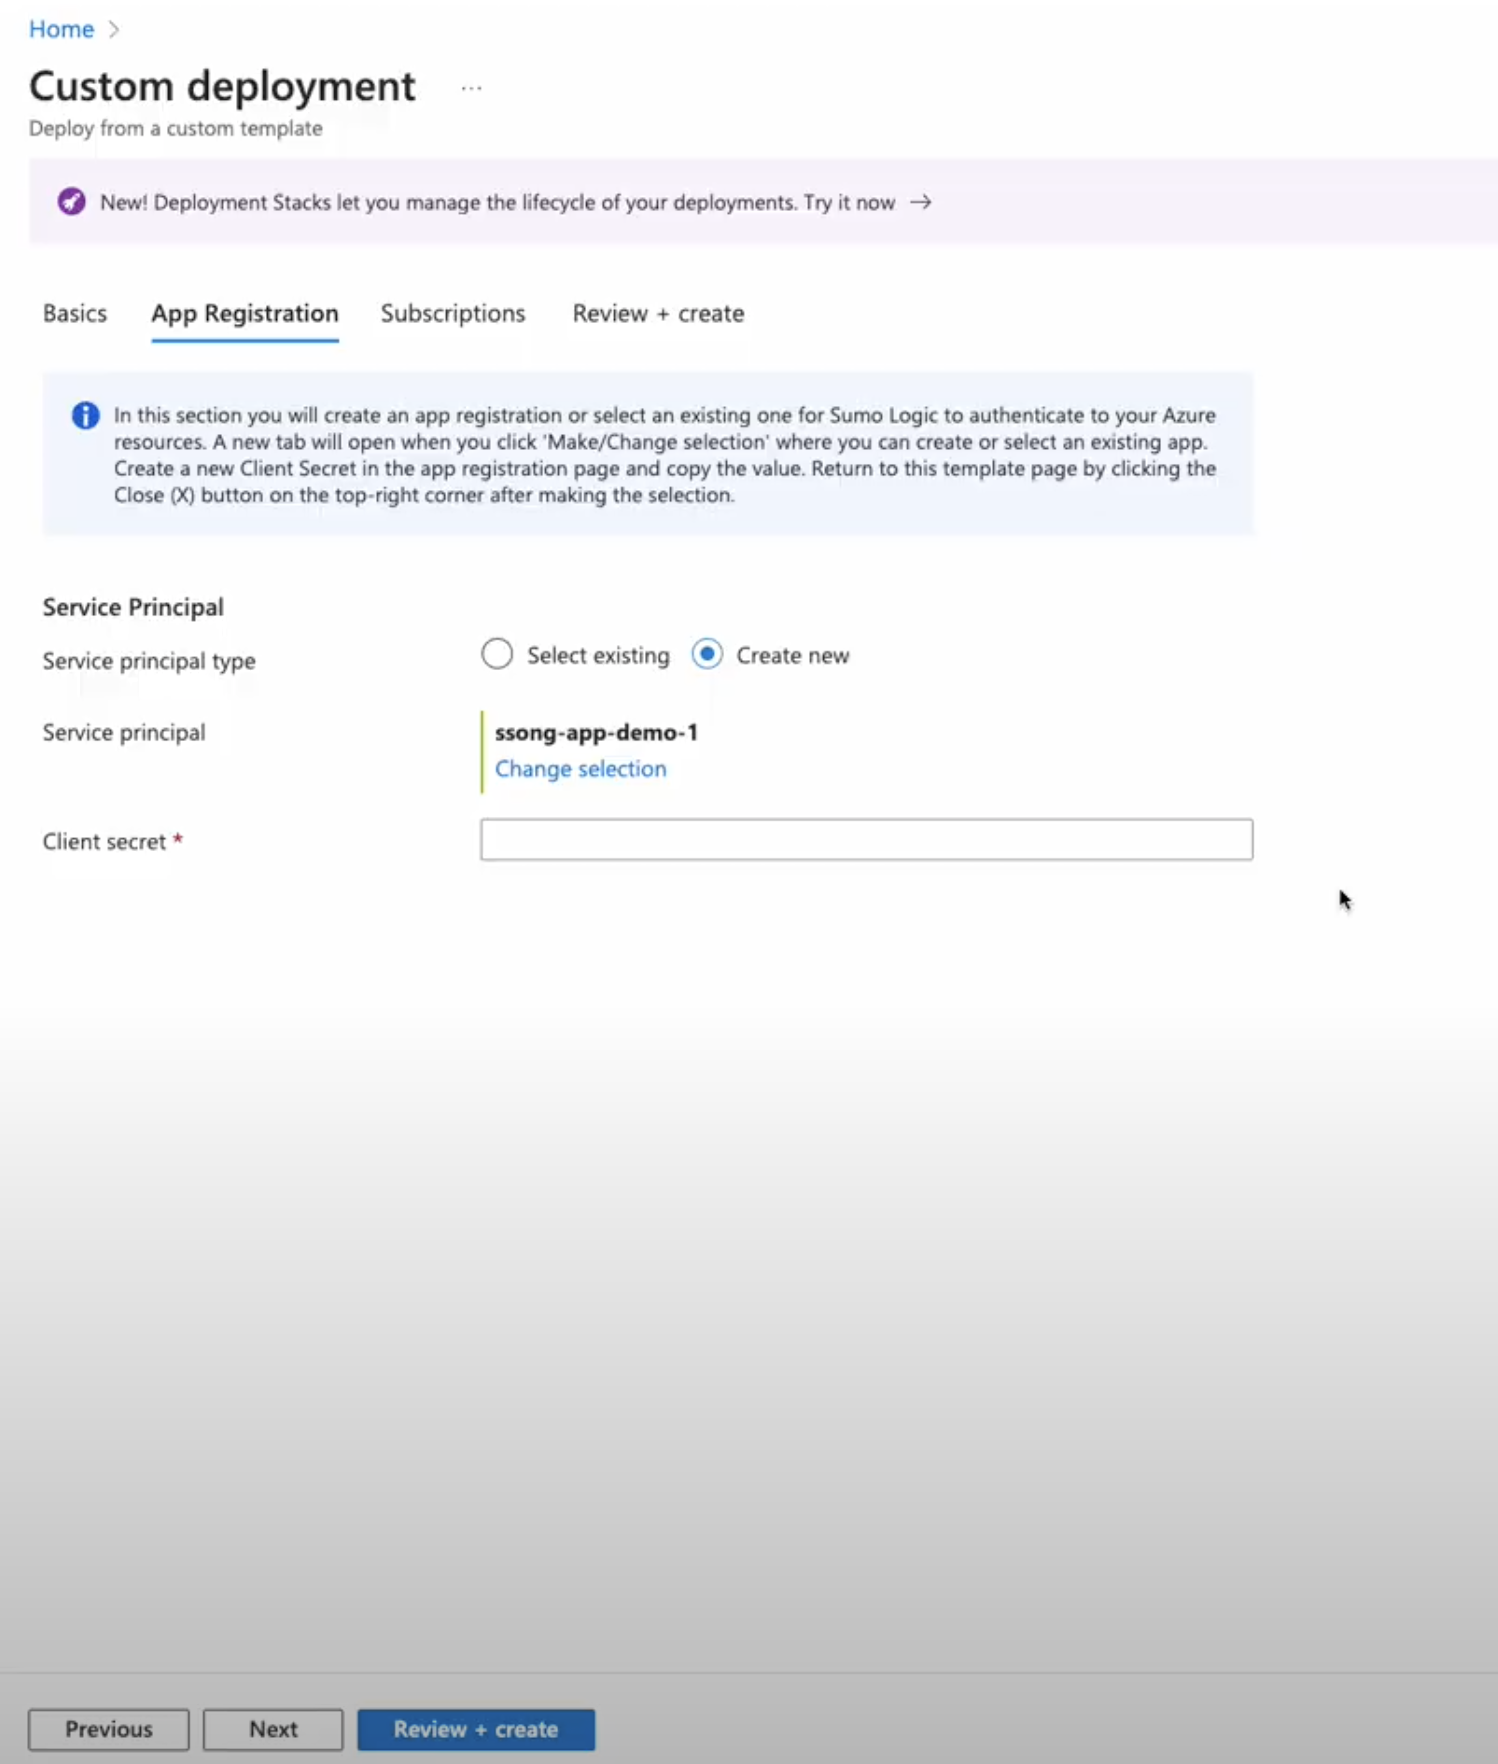 Home
Custom deployment ...
Deploy from a custom template
New! Deployment Stacks let you manage the lifecycle of your deployments. Try it now →
Basics App Registration Subscriptions Review + create
In this section you will create an app registration or select an existing one for Sumo Logic to authenticate to your Azure
resources. A new tab will open when you click 'Make/Change selection' where you can create or select an existing app.
Create a new Client Secret in the app registration page and copy the value. Return to this template page by clicking the
Close (X) button on the top-right corner after making the selection.
Service Principal
Service principal type Select existing Create new
Service principal ssong-app-demo-1
Change selection
Client secret *
Previous Next Review + create